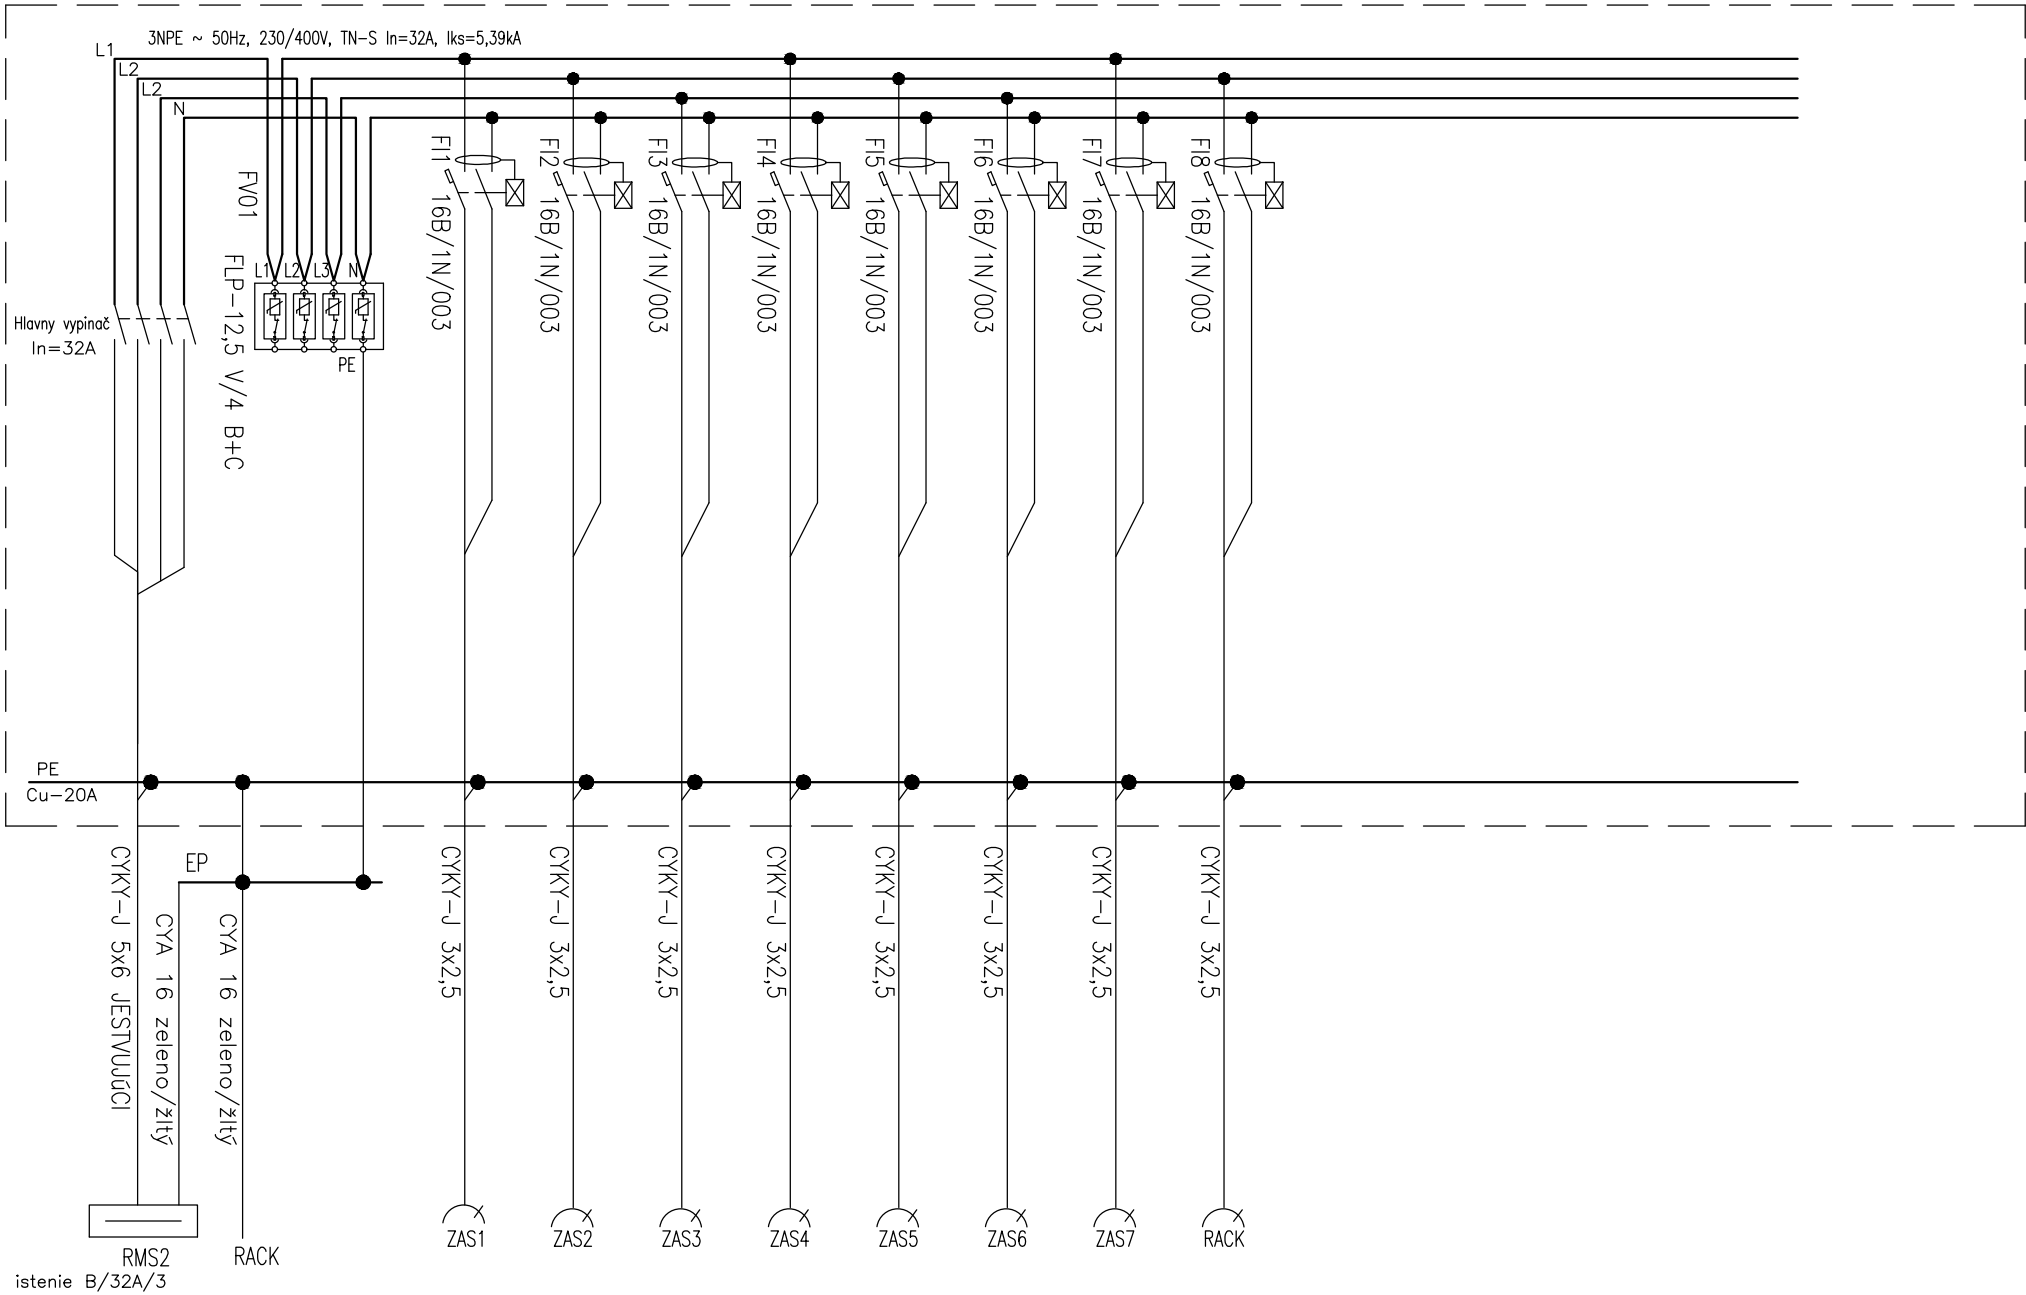 3NPE ~ 50Hz, 230/400V, TN-S In=32A, Iks=5,39kA
L1
L2
L2
N
FV01
FLP-12,5 V/4 B+C
L1
L2
L3
N
PE
Hlavny vypinač
In=32A
FI1 16B/1N/003
FI2 16B/1N/003
FI3 16B/1N/003
FI4 16B/1N/003
FI5 16B/1N/003
FI6 16B/1N/003
FI7 16B/1N/003
FI8 16B/1N/003
PE
Cu-20A
EP
CYKY-J 5x6 JESTVUJÚCI
CYA 16 zeleno/žltý
CYA 16 zeleno/žltý
CYKY-J 3x2,5
CYKY-J 3x2,5
CYKY-J 3x2,5
CYKY-J 3x2,5
CYKY-J 3x2,5
CYKY-J 3x2,5
CYKY-J 3x2,5
CYKY-J 3x2,5
RMS2
istenie B/32A/3
RACK
ZAS1
ZAS2
ZAS3
ZAS4
ZAS5
ZAS6
ZAS7
RACK